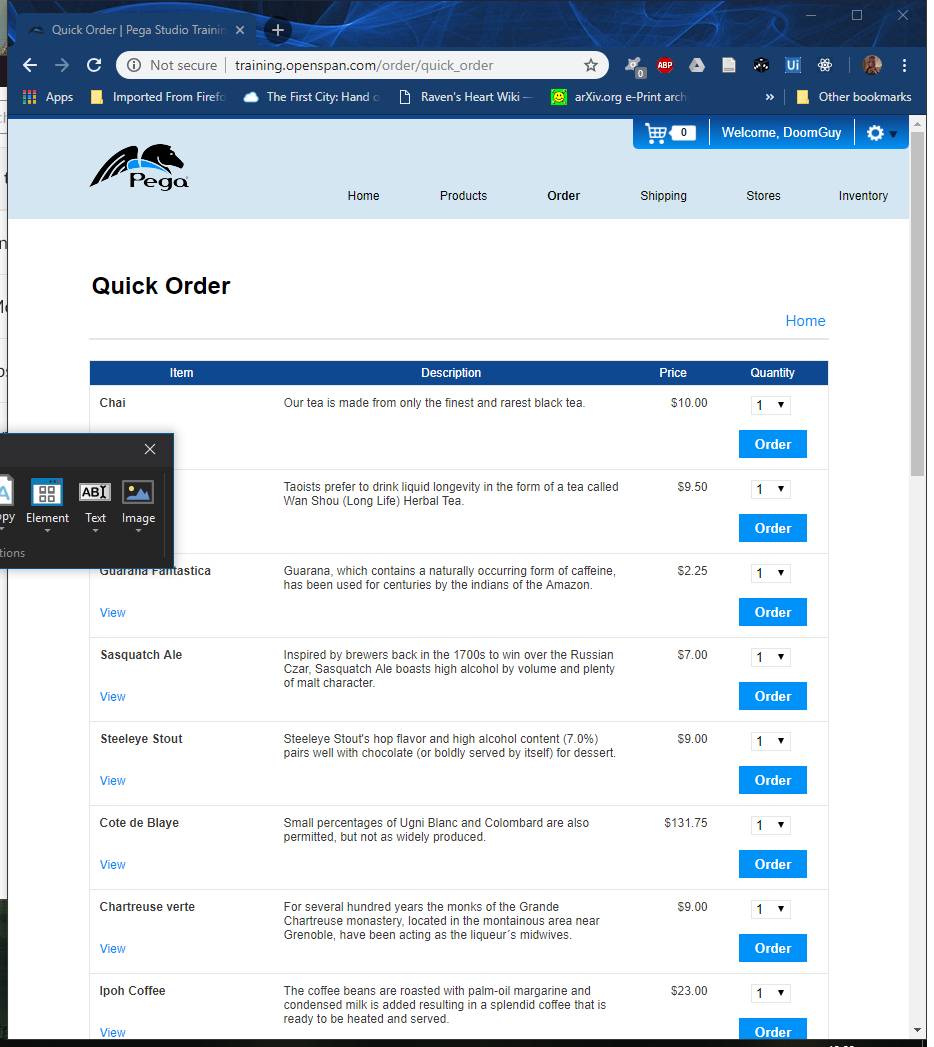 Quick Order | Pega Studio Trainin
Not secure | training.openspan.com/order/quick_order
0
ABP
Ui
Apps
Imported From Firefo
The First City: Hand o
Raven's Heart Wiki –
arXiv.org e-Print arch
»
Other bookmarks
0
Welcome, DoomGuy
Pega
Home
Products
Order
Shipping
Stores
Inventory
Quick Order
Home
Item Description Price Quantity
Chai
Our tea is made from only the finest and rarest black tea.
$10.00
1
Order
Taoists prefer to drink liquid longevity in the form of a tea called
Wan Shou (Long Life) Herbal Tea.
$9.50
1
Order
opy
Element
ABI
Text
Image
tions
Guarana Fantastica
Guarana, which contains a naturally occurring form of caffeine,
has been used for centuries by the indians of the Amazon.
$2.25
1
View
Order
Sasquatch Ale
Inspired by brewers back in the 1700s to win over the Russian
Czar, Sasquatch Ale boasts high alcohol by volume and plenty
of malt character.
$7.00
1
View
Order
Steeleye Stout
Steeleye Stout's hop flavor and high alcohol content (7.0%)
pairs well with chocolate (or boldly served by itself) for dessert.
$9.00
1
View
Order
Cote de Blaye
Small percentages of Ugni Blanc and Colombard are also
permitted, but not as widely produced.
$131.75
1
View
Order
Chartreuse verte
For several hundred years the monks of the Grande
Chartreuse monastery, located in the montainous area near
Grenoble, have been acting as the liqueur´s midwives.
$9.00
1
View
Order
Ipoh Coffee
The coffee beans are roasted with palm-oil margarine and
condensed milk is added resulting in a splendid coffee that is
ready to be heated and served.
$23.00
1
View
Order